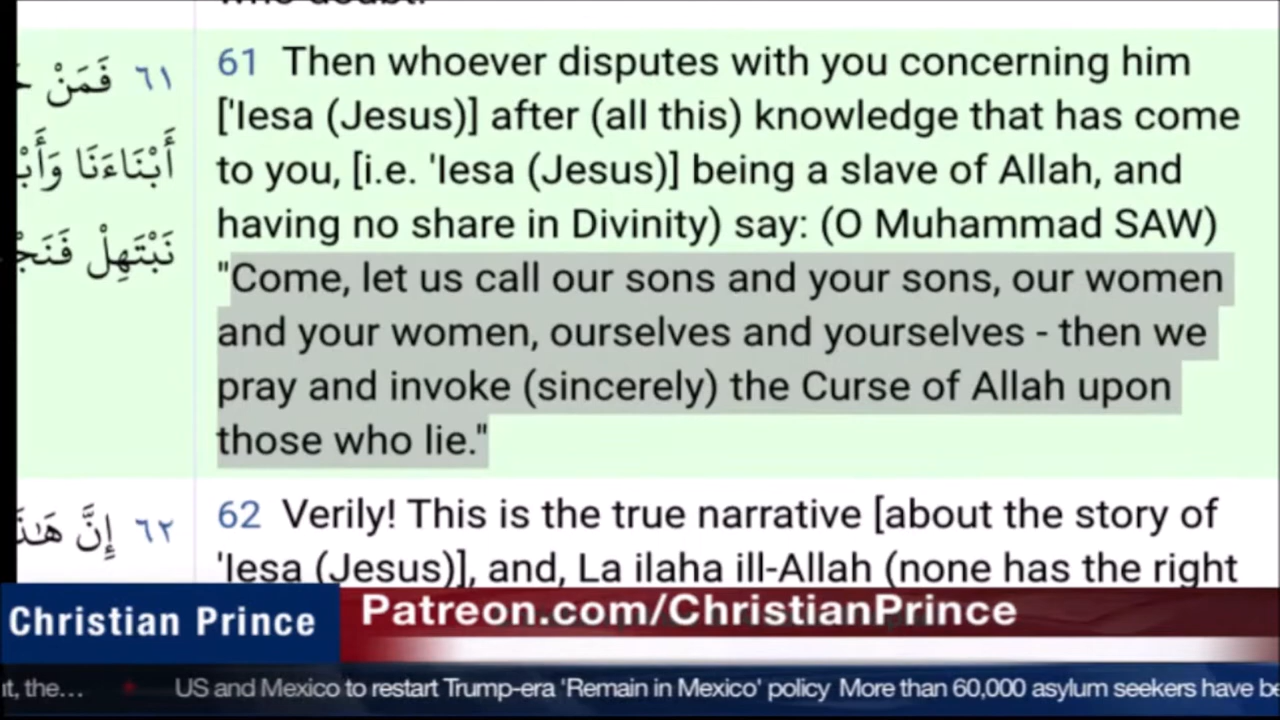 who doubt.
٦١ فَمَنْ
61 Then whoever disputes with you concerning him
['Iesa (Jesus)] after (all this) knowledge that has come
أَبْنَاءَنَا
to you, [i.e. 'Iesa (Jesus)] being a slave of Allah, and
having no share in Divinity) say: (O Muhammad SAW)
نَبْتَهِلْ
"Come, let us call our sons and your sons, our women
and your women, ourselves and yourselves - then we
pray and invoke (sincerely) the Curse of Allah upon
those who lie."
٦٢ إِنَّ
62 Verily! This is the true narrative [about the story of
'Iesa (Jesus)], and, La ilaha ill-Allah (none has the right
Christian Prince
Patreon.com/ChristianPrince
it, the... US and Mexico to restart Trump-era 'Remain in Mexico' policy More than 60,000 asylum seekers have be